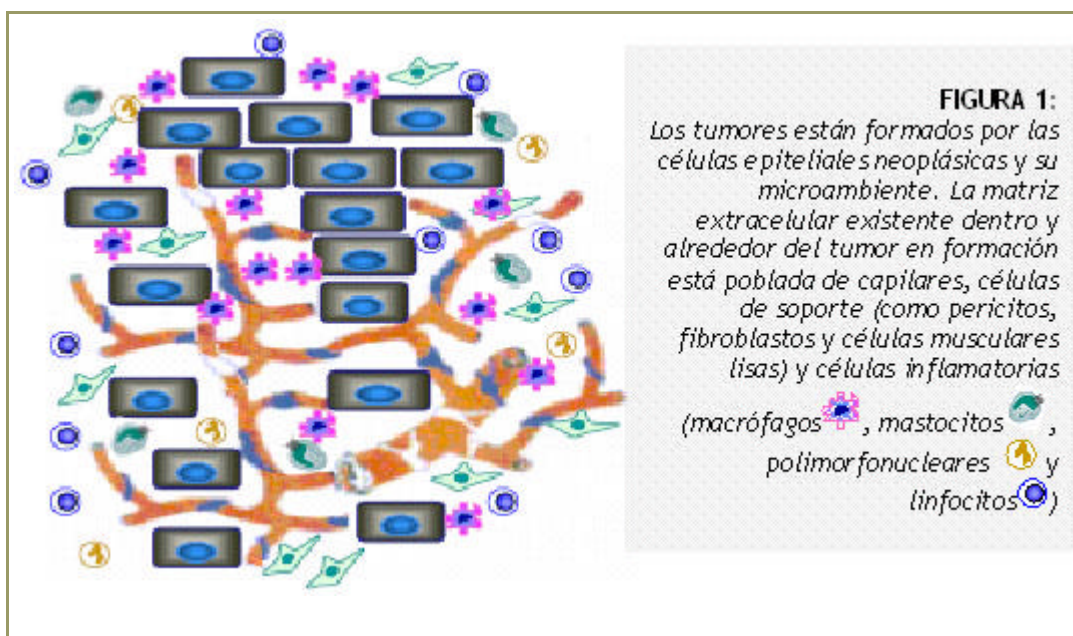 FIGURA 1:
Los tumores están formados por las
células epiteliales neoplásicas y su
microambiente. La matriz
extracelular existente dentro y
alrededor del tumor en formación
está poblada de capilares, células
de soporte (como pericitos,
fibroblastos y células musculares
lisas) y células inflamatorias
(macrófagos , mastocitos ,
polimorfonucleares y
linfocitos )